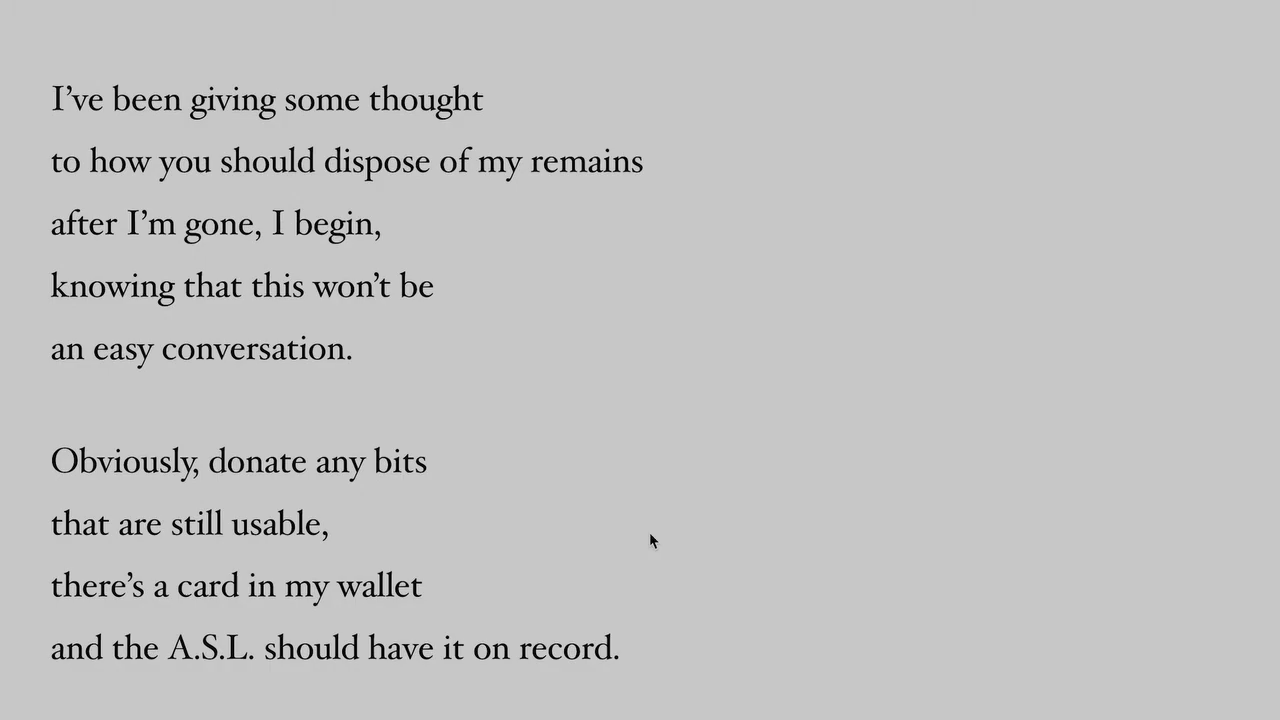 I’ve been giving some thought
to how you should dispose of my remains
after I’m gone, I begin,
knowing that this won’t be
an easy conversation.
Obviously, donate any bits
that are still usable,
there’s a card in my wallet
and the A.S.L. should have it on record.